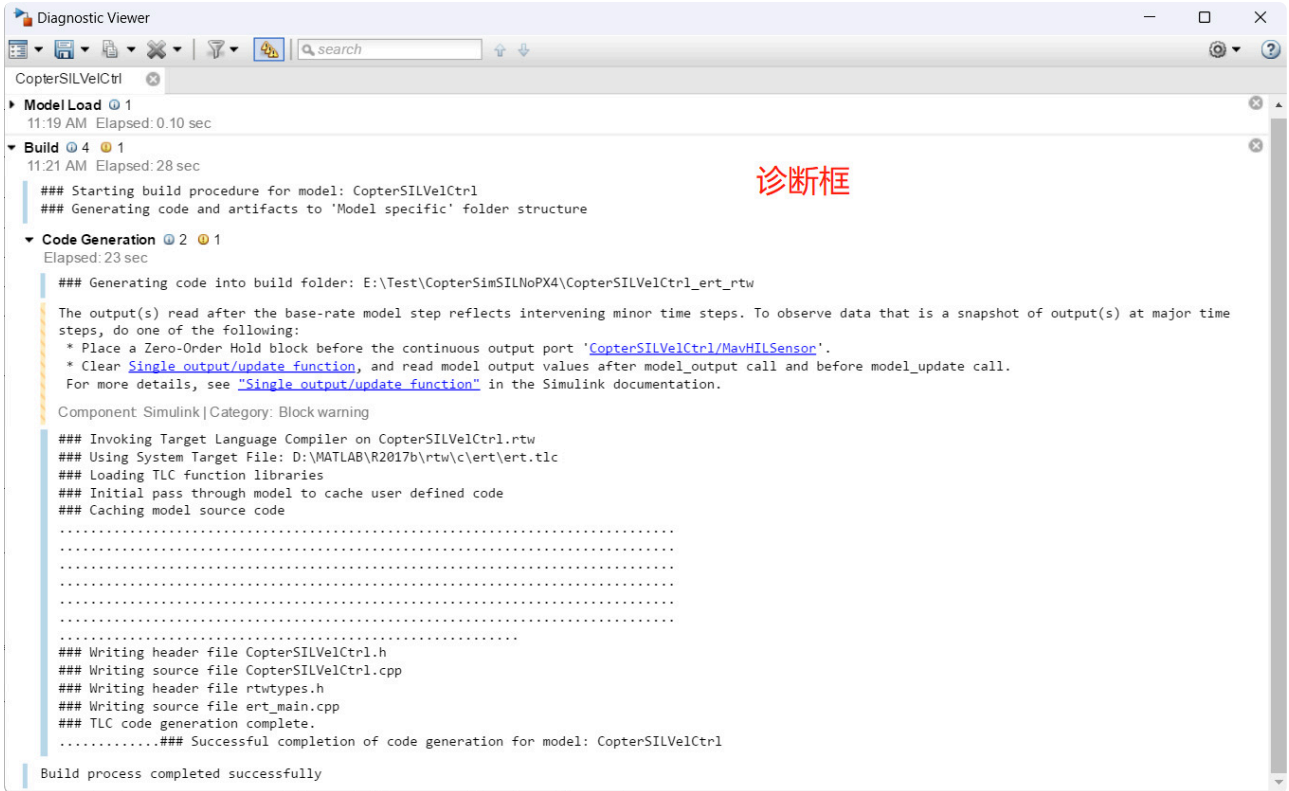 Diagnostic Viewer
search
CopterSILVelCtrl
Model Load 1
11:19 AM Elapsed: 0.10 sec
Build 4 1
11:21 AM Elapsed: 28 sec
诊断框
### Starting build procedure for model: CopterSILVelCtrl
### Generating code and artifacts to 'Model specific' folder structure
Code Generation 2 1
Elapsed: 23 sec
### Generating code into build folder: E:\Test\CopterSimSILNoPX4\CopterSILVelCtrl_ert_rtw
The output(s) read after the base-rate model step reflects intervening minor time steps. To observe data that is a snapshot of output(s) at major time
steps, do one of the following:
* Place a Zero-Order Hold block before the continuous output port 'CopterSILVelCtrl/MavHILSensor'.
* Clear Single output/update function, and read model output values after model_output call and before model_update call.
For more details, see "Single output/update function" in the Simulink documentation.
Component: Simulink | Category: Block warning
### Invoking Target Language Compiler on CopterSILVelCtrl.rtw
### Using System Target File: D:\MATLAB\R2017b\rtw\c\ert\ert.tlc
### Loading TLC function libraries
### Initial pass through model to cache user defined code
### Caching model source code
...............................................................................
...............................................................................
...............................................................................
...............................................................................
...............................................................................
...............................................................................
...........................................................
### Writing header file CopterSILVelCtrl.h
### Writing source file CopterSILVelCtrl.cpp
### Writing header file rtwtypes.h
### Writing source file ert_main.cpp
### TLC code generation complete.
.............### Successful completion of code generation for model: CopterSILVelCtrl
Build process completed successfully